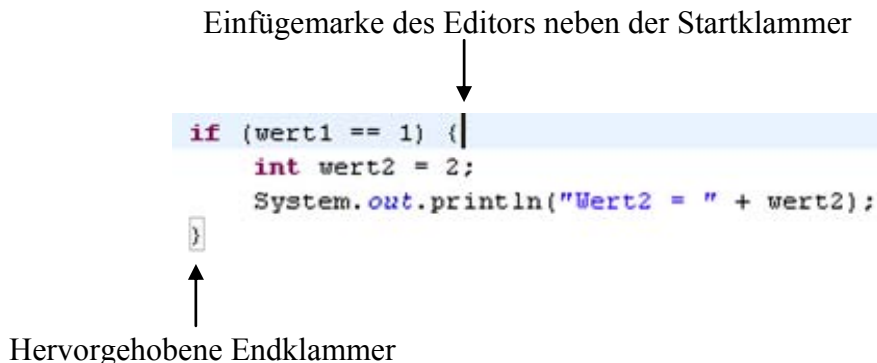 Einfügemarke des Editors neben der Startklammer
if (wert1 == 1) {
int wert2 = 2;
System.out.println("Wert2 = " + wert2);
}
Hervorgehobene Endklammer